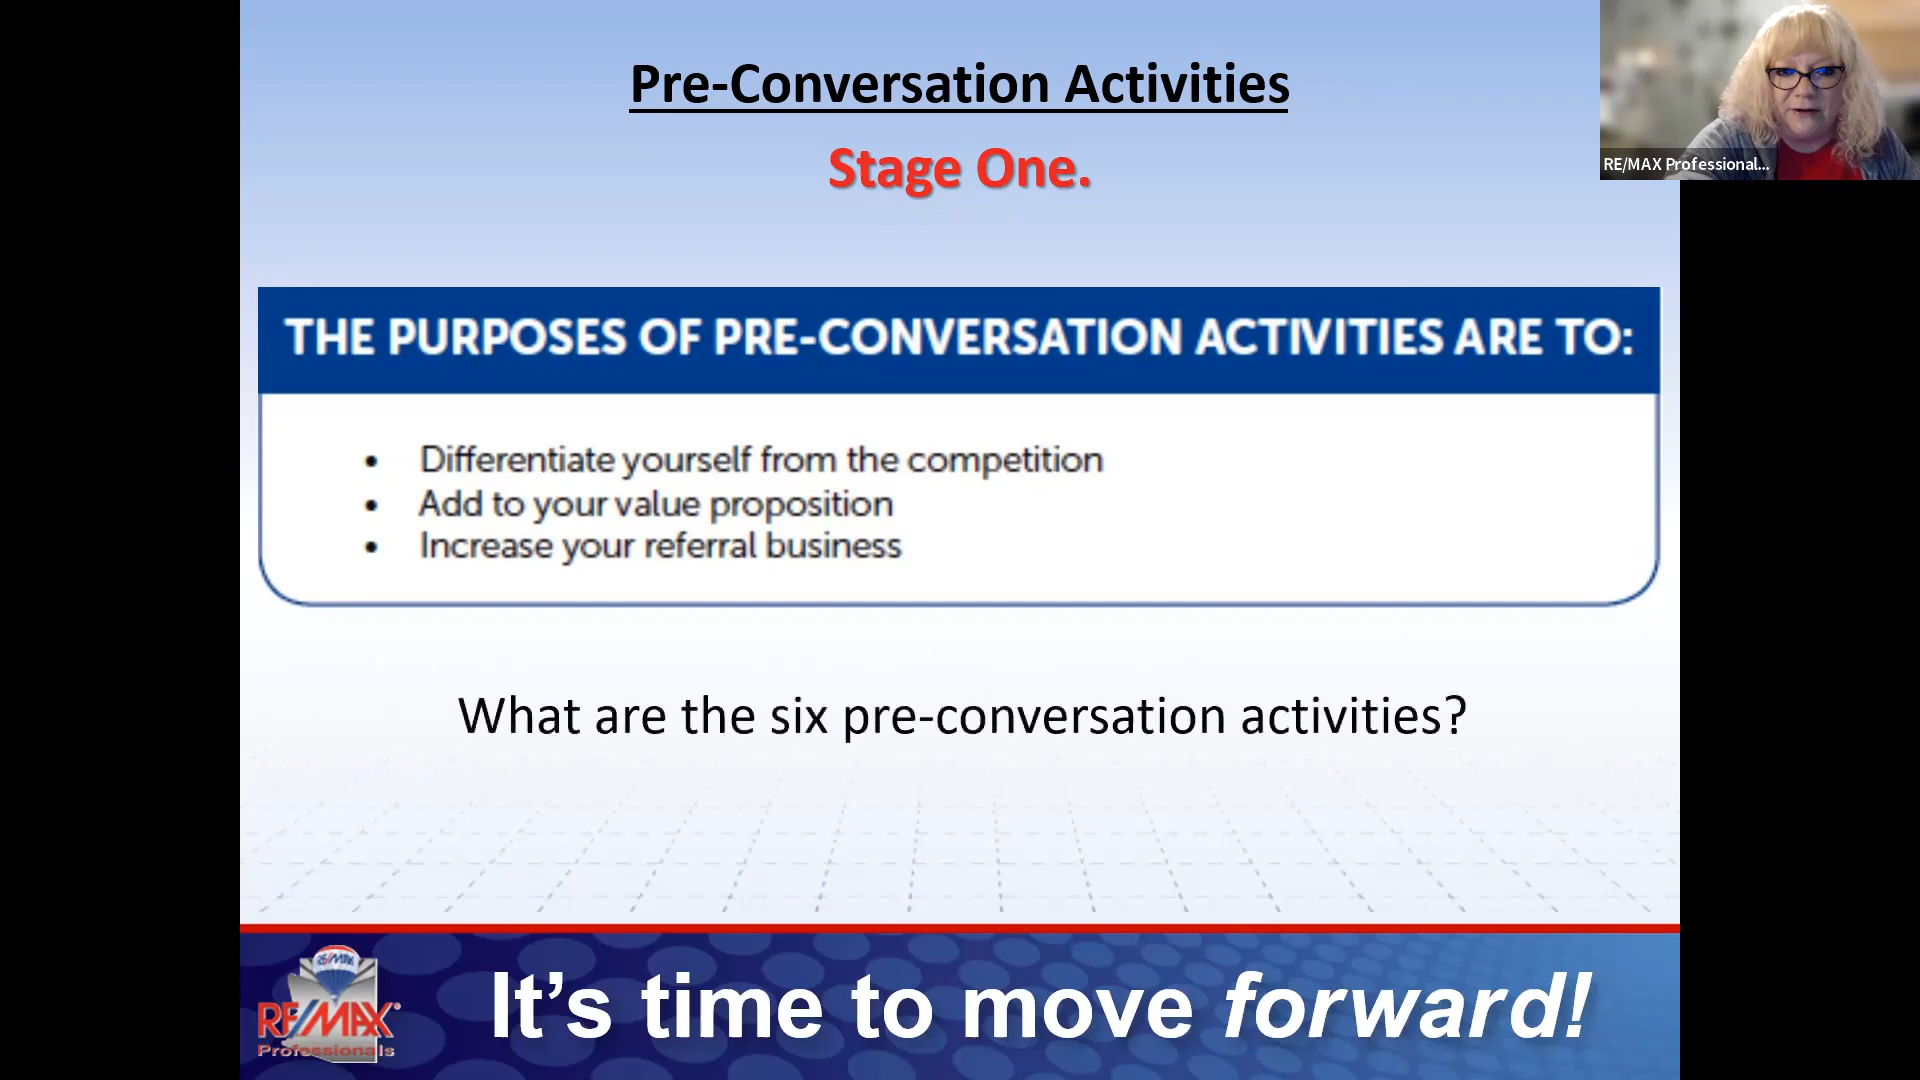 Pre-Conversation Activities
Stage One.
RE/MAX Professional...
THE PURPOSES OF PRE-CONVERSATION ACTIVITIES ARE TO:
• Differentiate yourself from the competition
• Add to your value proposition
• Increase your referral business
What are the six pre-conversation activities?
RE/MAX
RE/MAX
Professionals
It's time to move forward!